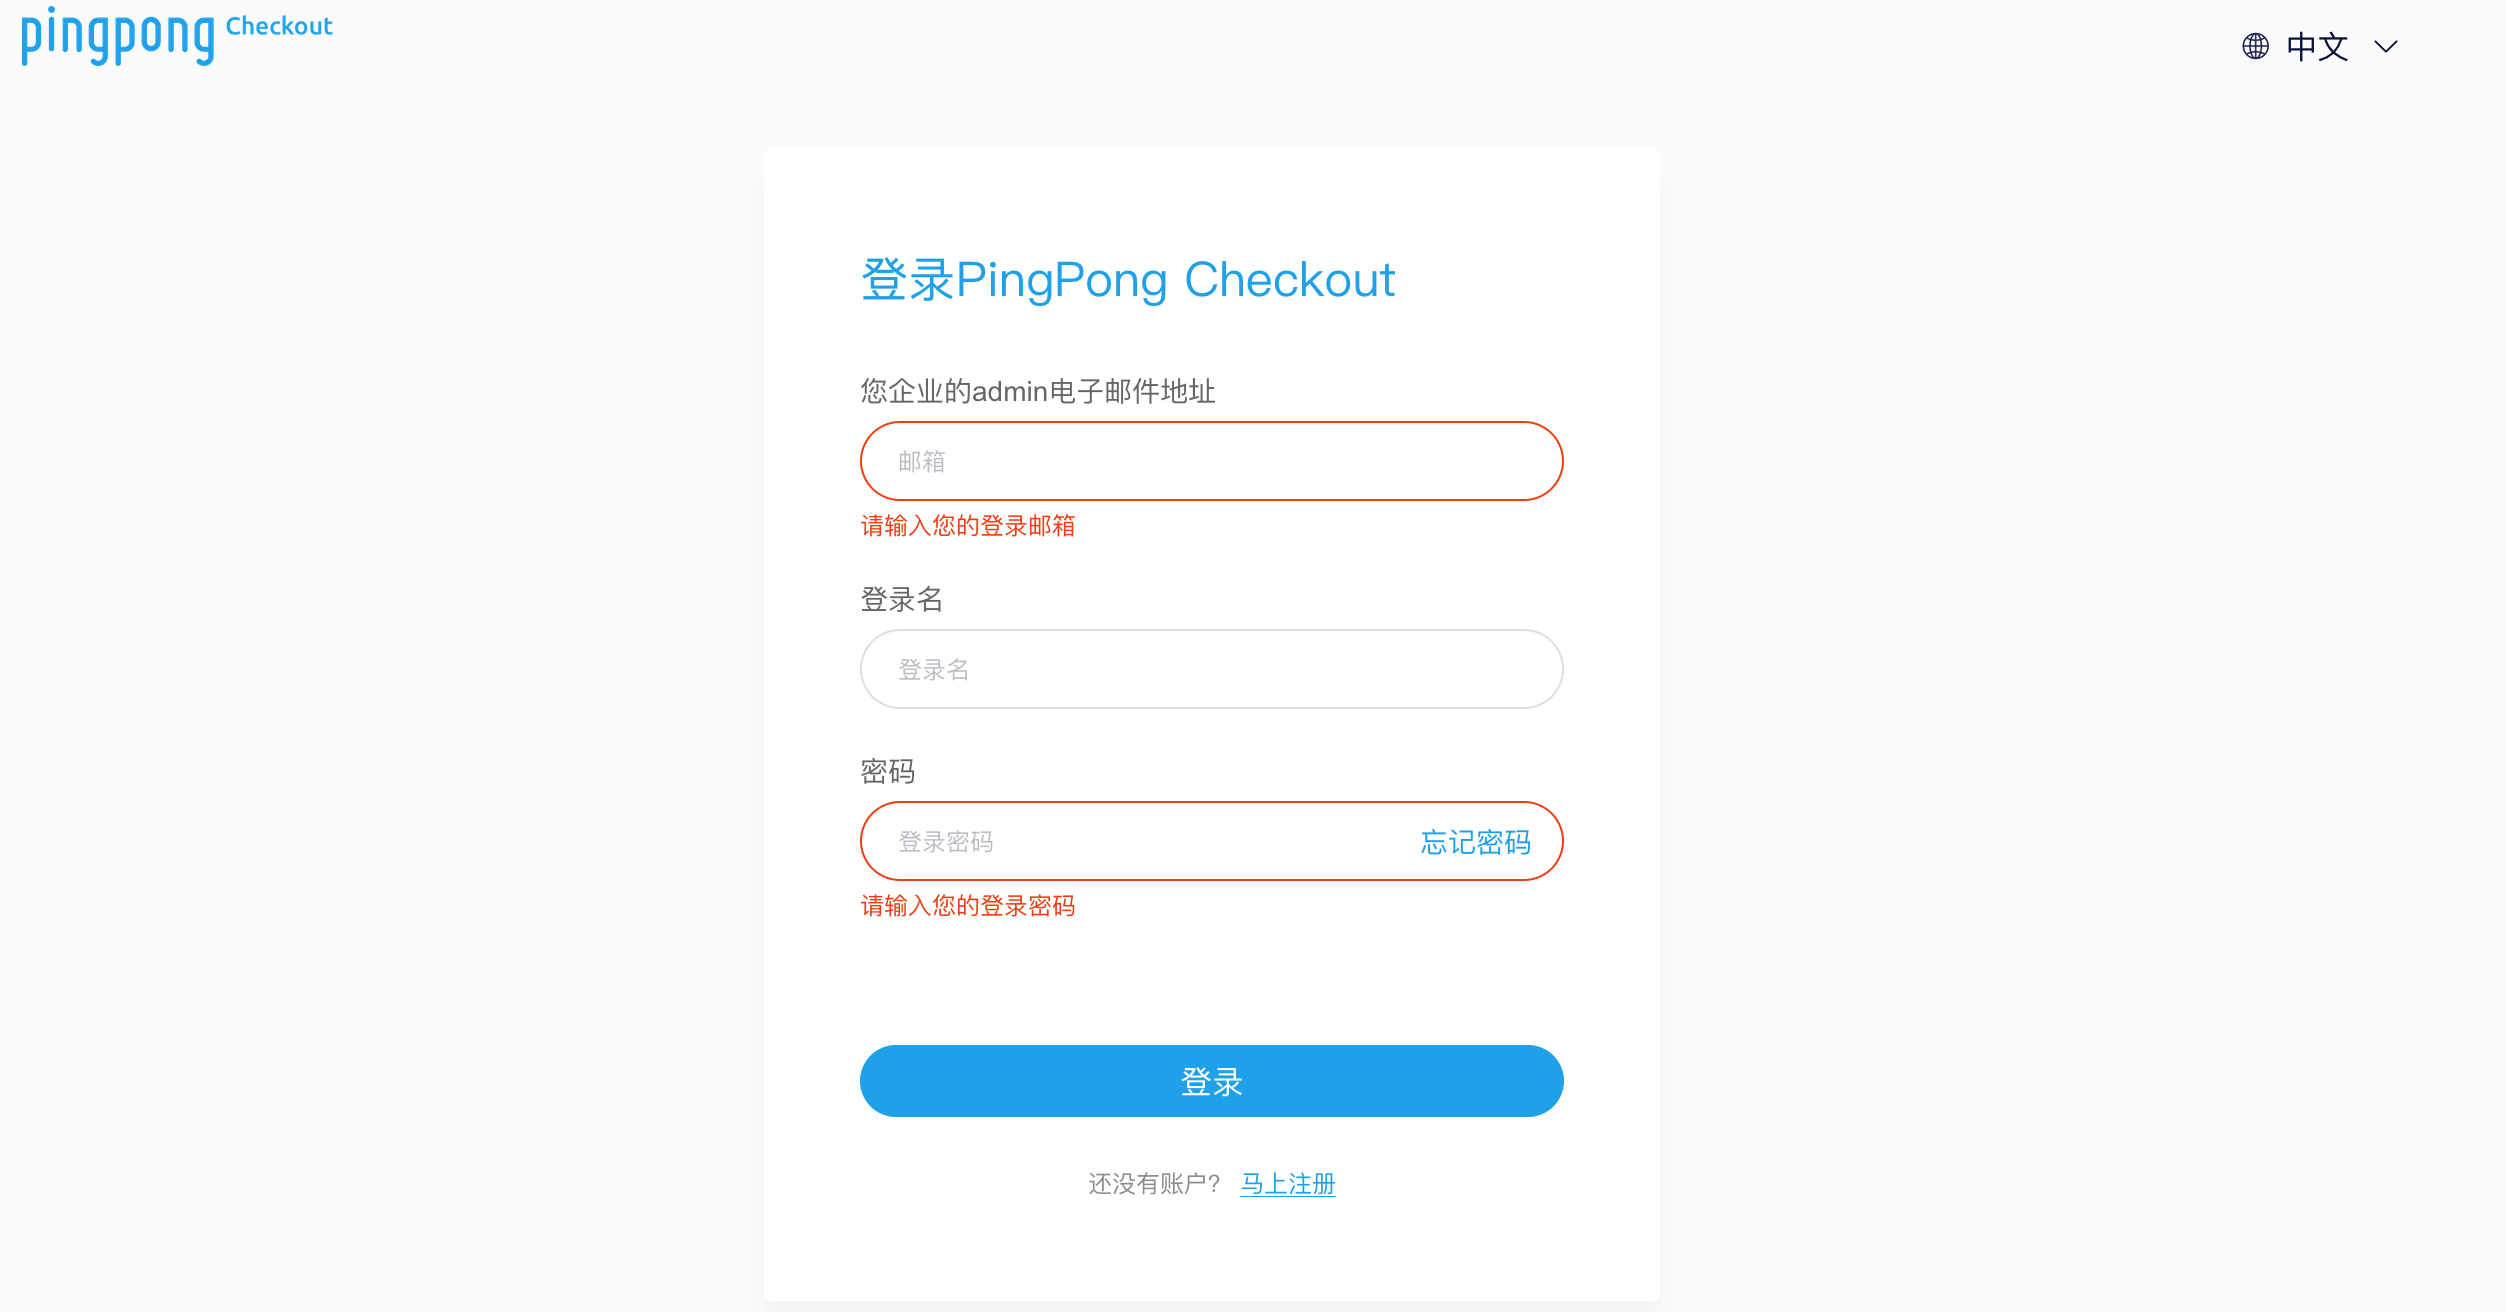 pingpong Checkout
中文
登录PingPong Checkout
您企业的admin电子邮件地址
邮箱
请输入您的登录邮箱
登录名
登录名
密码
登录密码 忘记密码
请输入您的登录密码
登录
还没有账户? 马上注册